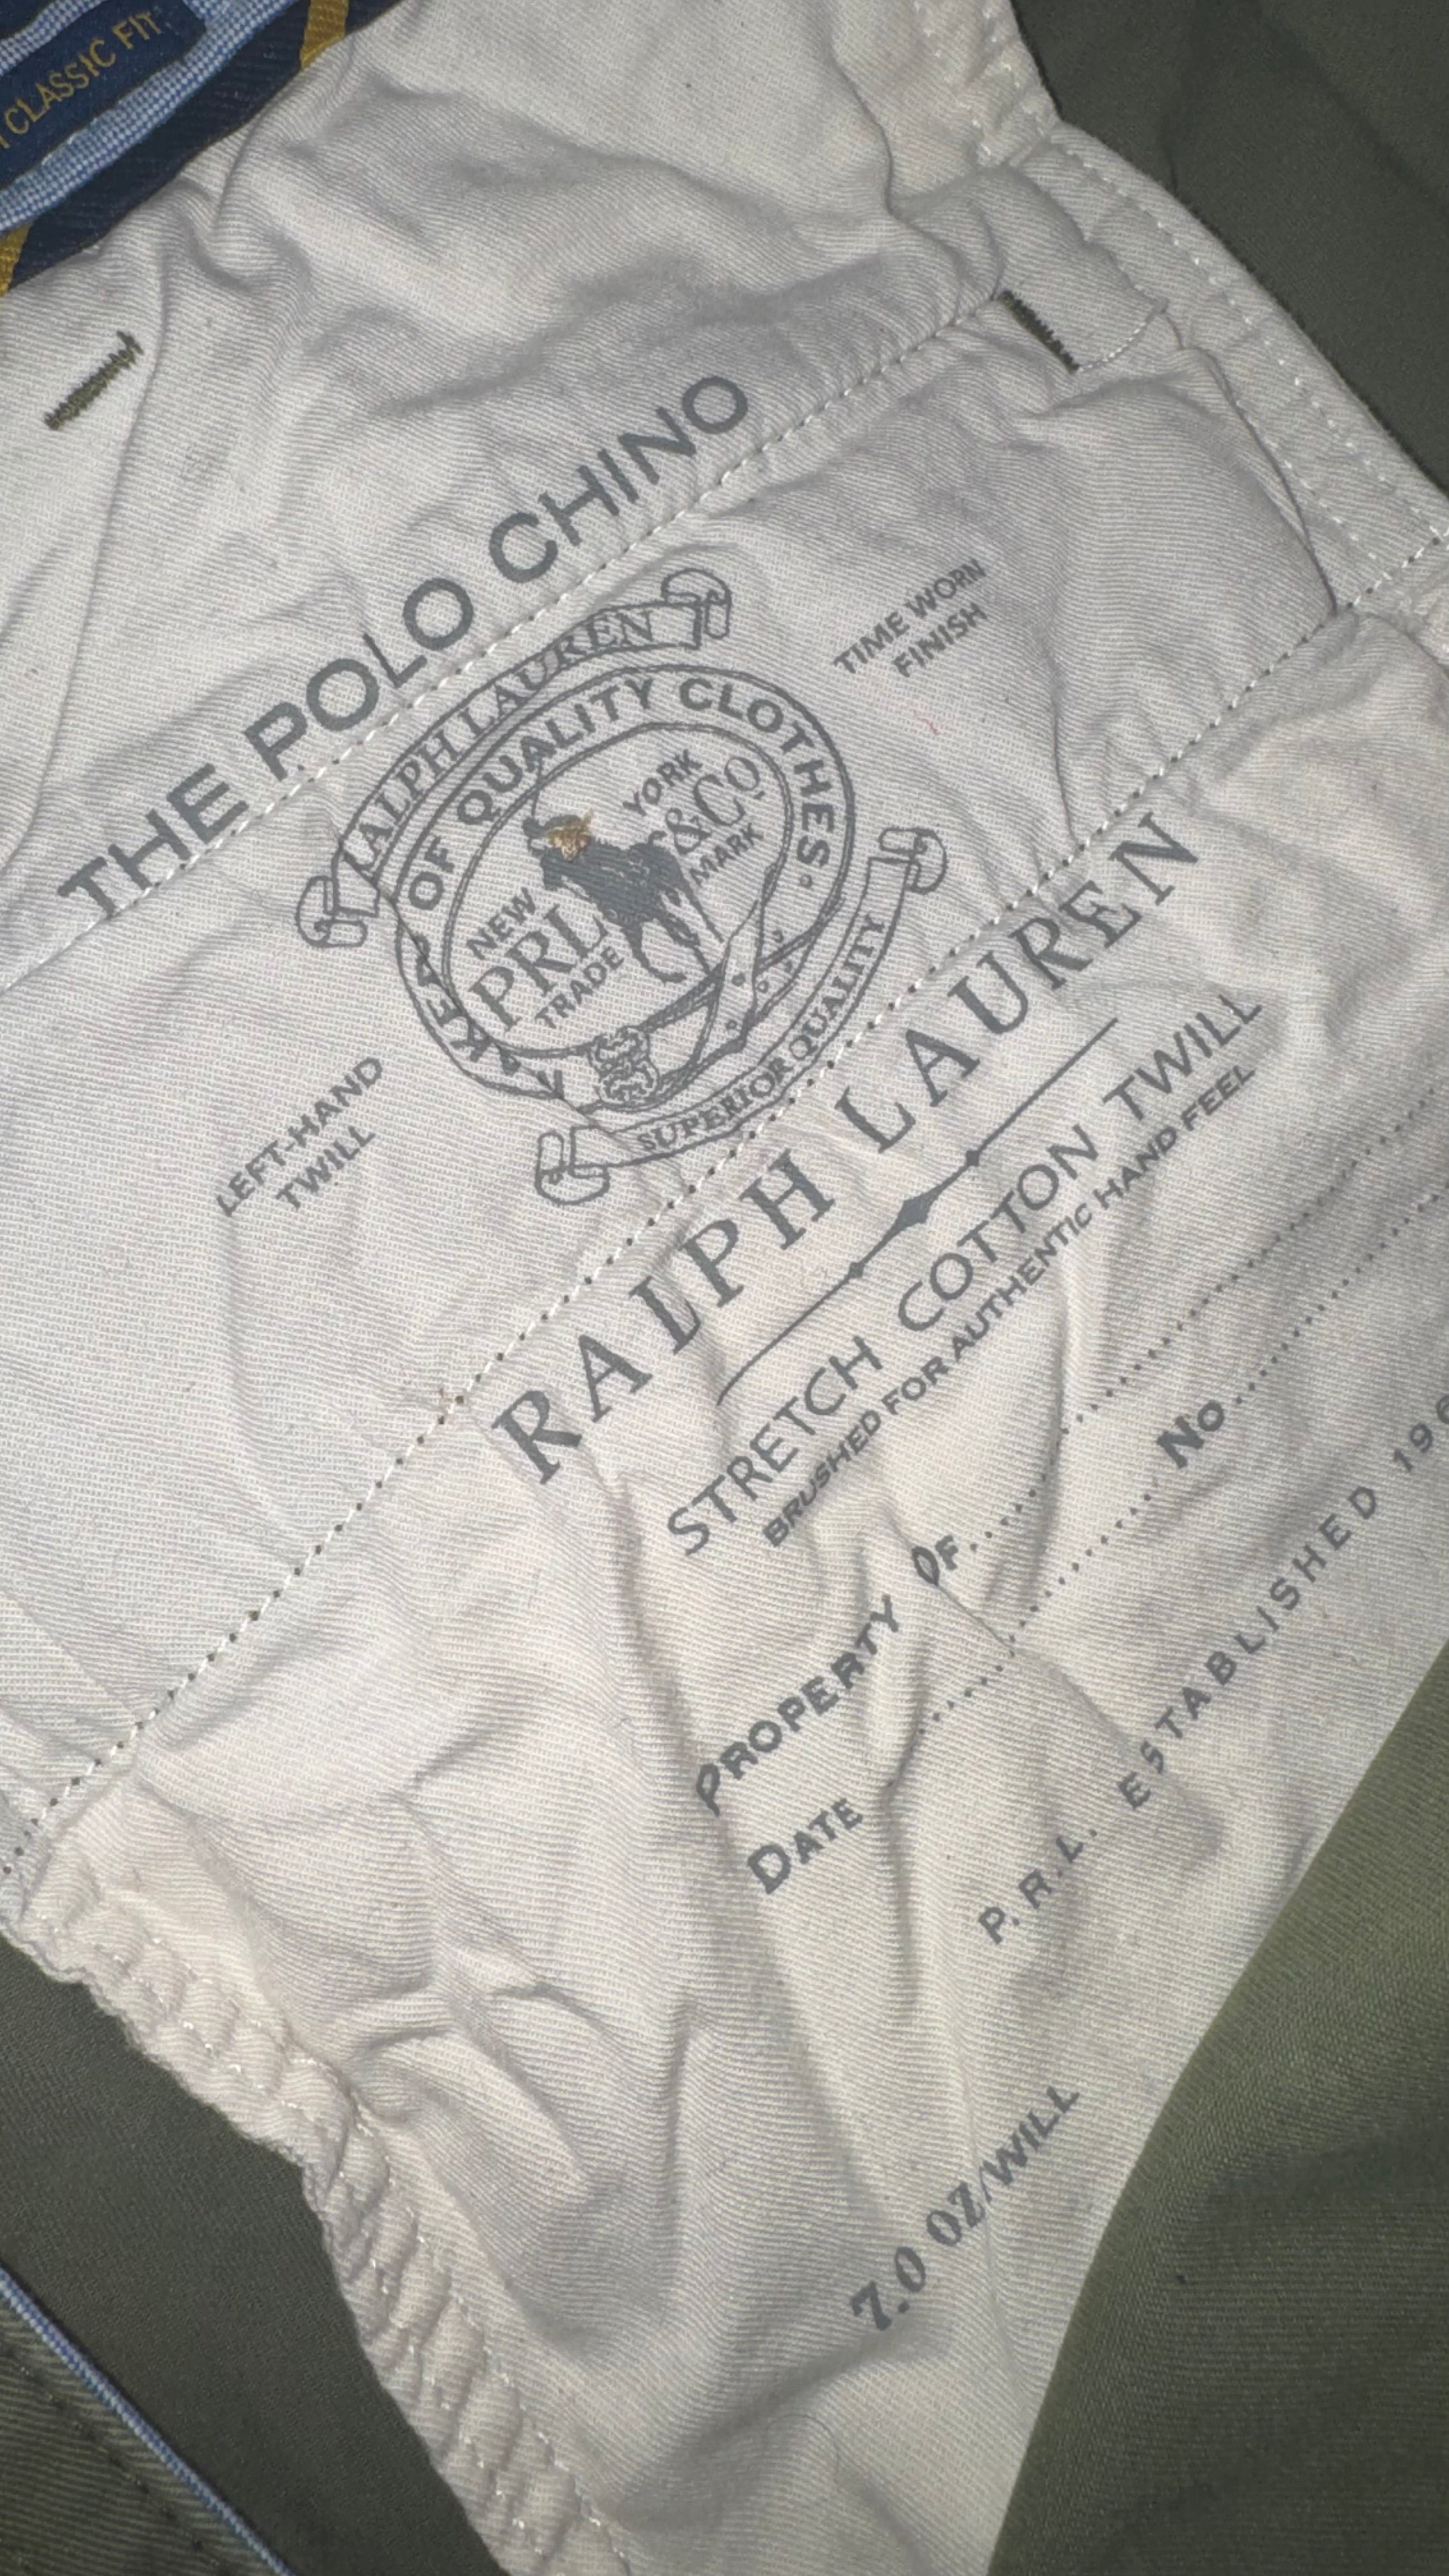 CLASSIC FIT
THE POLO CHINO
RALPH LAUREN
TIME WORN
FINISH
OF QUALITY CLOTHES.
NEW YORK
PRL &Co.
TRADE MARK
SUPERIOR QUALITY
LEFT-HAND
TWILL
RALPH LAUREN
STRETCH COTTON TWILL
BRUSHED FOR AUTHENTIC HAND FEEL
PROPERTY OF
DATE No
P.R.L. ESTABLISHED
7.0 OZ/WILL